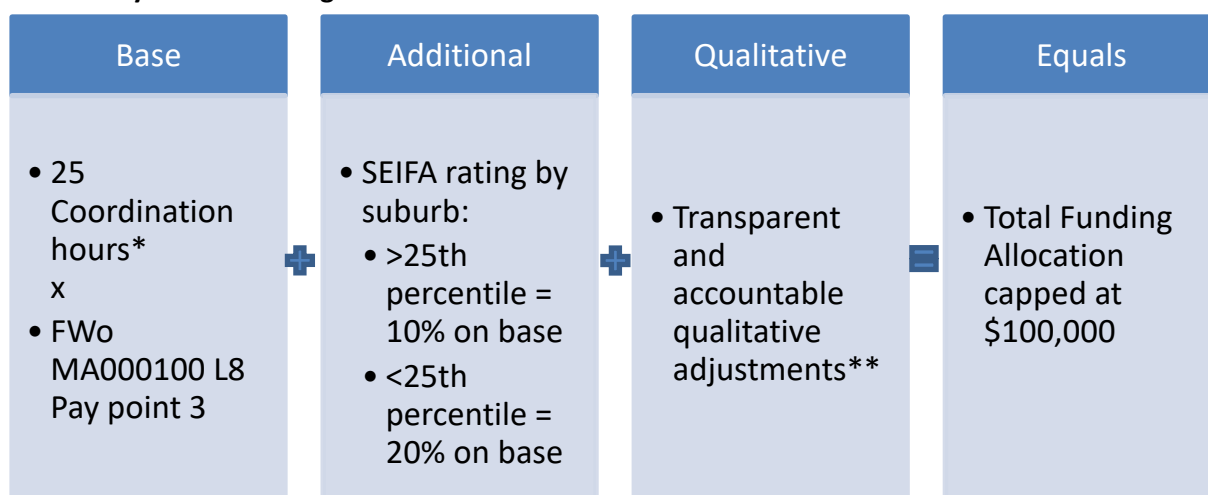 Base
25
Coordination
hours*
x
FWo
MA000100 L8
Pay point 3
Additional
SEIFA rating by
suburb:
>25th
percentile =
10% on base
<25th
percentile =
20% on base
Qualitative
Transparent
and
accountable
qualitative
adjustments**
Equals
Total Funding
Allocation
capped at
$100,000